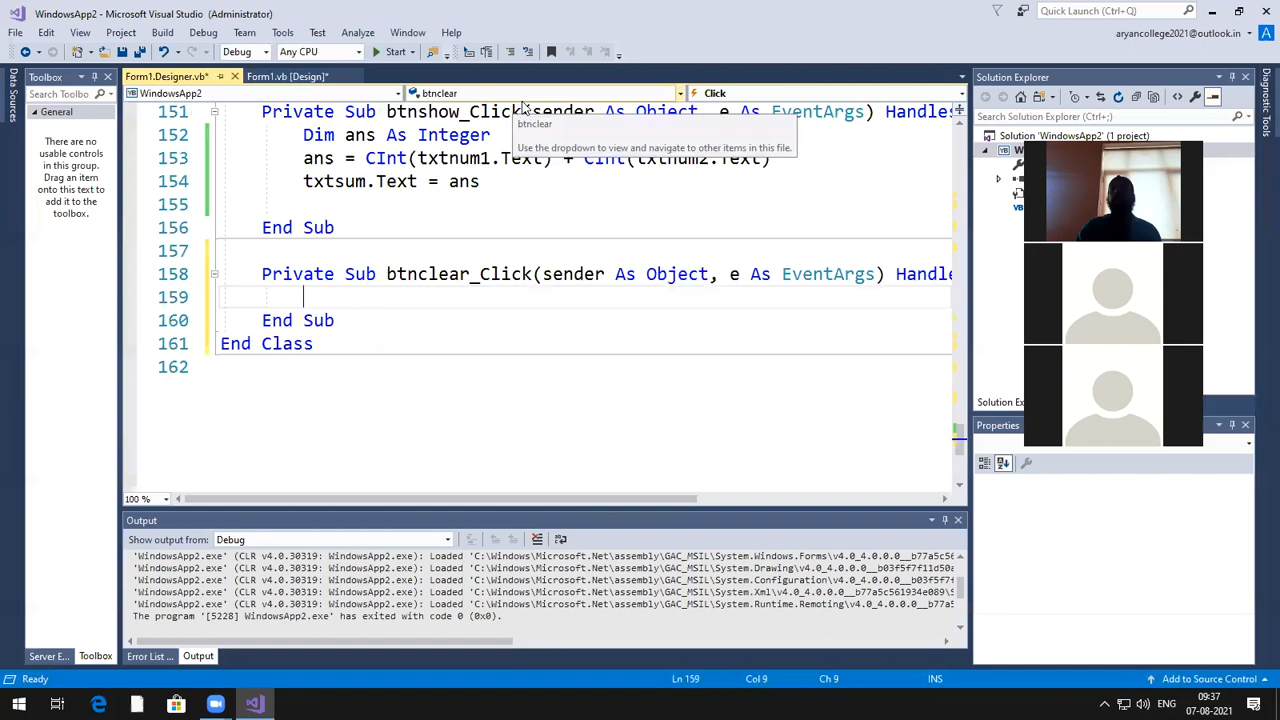 WindowsApp2 - Microsoft Visual Studio (Administrator)
Quick Launch (Ctrl+Q)
File Edit View Project Build Debug Team Tools Test Analyze Window Help
aryancollege2021@outlook.in
A
Debug Any CPU Start
Data Sources
Toolbox
Search Toolbo
General
There are no
usable controls
in this group.
Drag an item
onto this text to
add it to the
toolbox.
Form1.Designer.vb* Form1.vb [Design]*
WindowsApp2 btnclear Click
151 Private Sub btnshow_Click(sender As Object, e As EventArgs) Handles
btnclear
Use the dropdown to view and navigate to other items in this file.
152 Dim ans As Integer
153 ans = CInt(txtnum1.Text) + CInt(txtnum2.Text)
154 txtsum.Text = ans
155
156 End Sub
157
158 Private Sub btnclear_Click(sender As Object, e As EventArgs) Handle
159
160 End Sub
161 End Class
162
100 %
Solution Explorer
Search Solution Explorer (Ctrl+;)
Solution 'WindowsApp2' (1 project)
W
VB
Solution Ex
Properties
Output
Show output from: Debug
'WindowsApp2.exe' (CLR v4.0.30319: WindowsApp2.exe): Loaded 'C:\Windows\Microsoft.Net\assembly\GAC_MSIL\System.Windows.Forms\v4.0_4.0.0.0__b77a5c56
'WindowsApp2.exe' (CLR v4.0.30319: WindowsApp2.exe): Loaded 'C:\Windows\Microsoft.Net\assembly\GAC_MSIL\System.Drawing\v4.0_4.0.0.0__b03f5f7f11d50a
'WindowsApp2.exe' (CLR v4.0.30319: WindowsApp2.exe): Loaded 'C:\Windows\Microsoft.Net\assembly\GAC_MSIL\System.Configuration\v4.0_4.0.0.0__b03f5f7f
'WindowsApp2.exe' (CLR v4.0.30319: WindowsApp2.exe): Loaded 'C:\Windows\Microsoft.Net\assembly\GAC_MSIL\System.Xml\v4.0_4.0.0.0__b77a5c561934e089\S
'WindowsApp2.exe' (CLR v4.0.30319: WindowsApp2.exe): Loaded 'C:\Windows\Microsoft.Net\assembly\GAC_MSIL\System.Runtime.Remoting\v4.0_4.0.0.0__b77a5
The program '[5228] WindowsApp2.exe' has exited with code 0 (0x0).
Server E... Toolbox Error List ... Output
Ready Ln 159 Col 9 Ch 9 INS Add to Source Control
ENG
09:37
07-08-2021